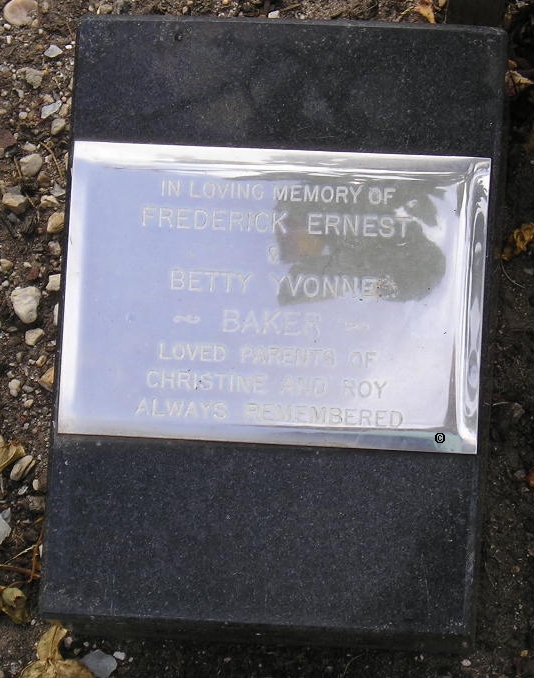 IN LOVING MEMORY OF
FREDERICK ERNEST
&
BETTY YVONNE
~ BAKER ~
LOVED PARENTS OF
CHRISTINE AND ROY
ALWAYS REMEMBERED
©